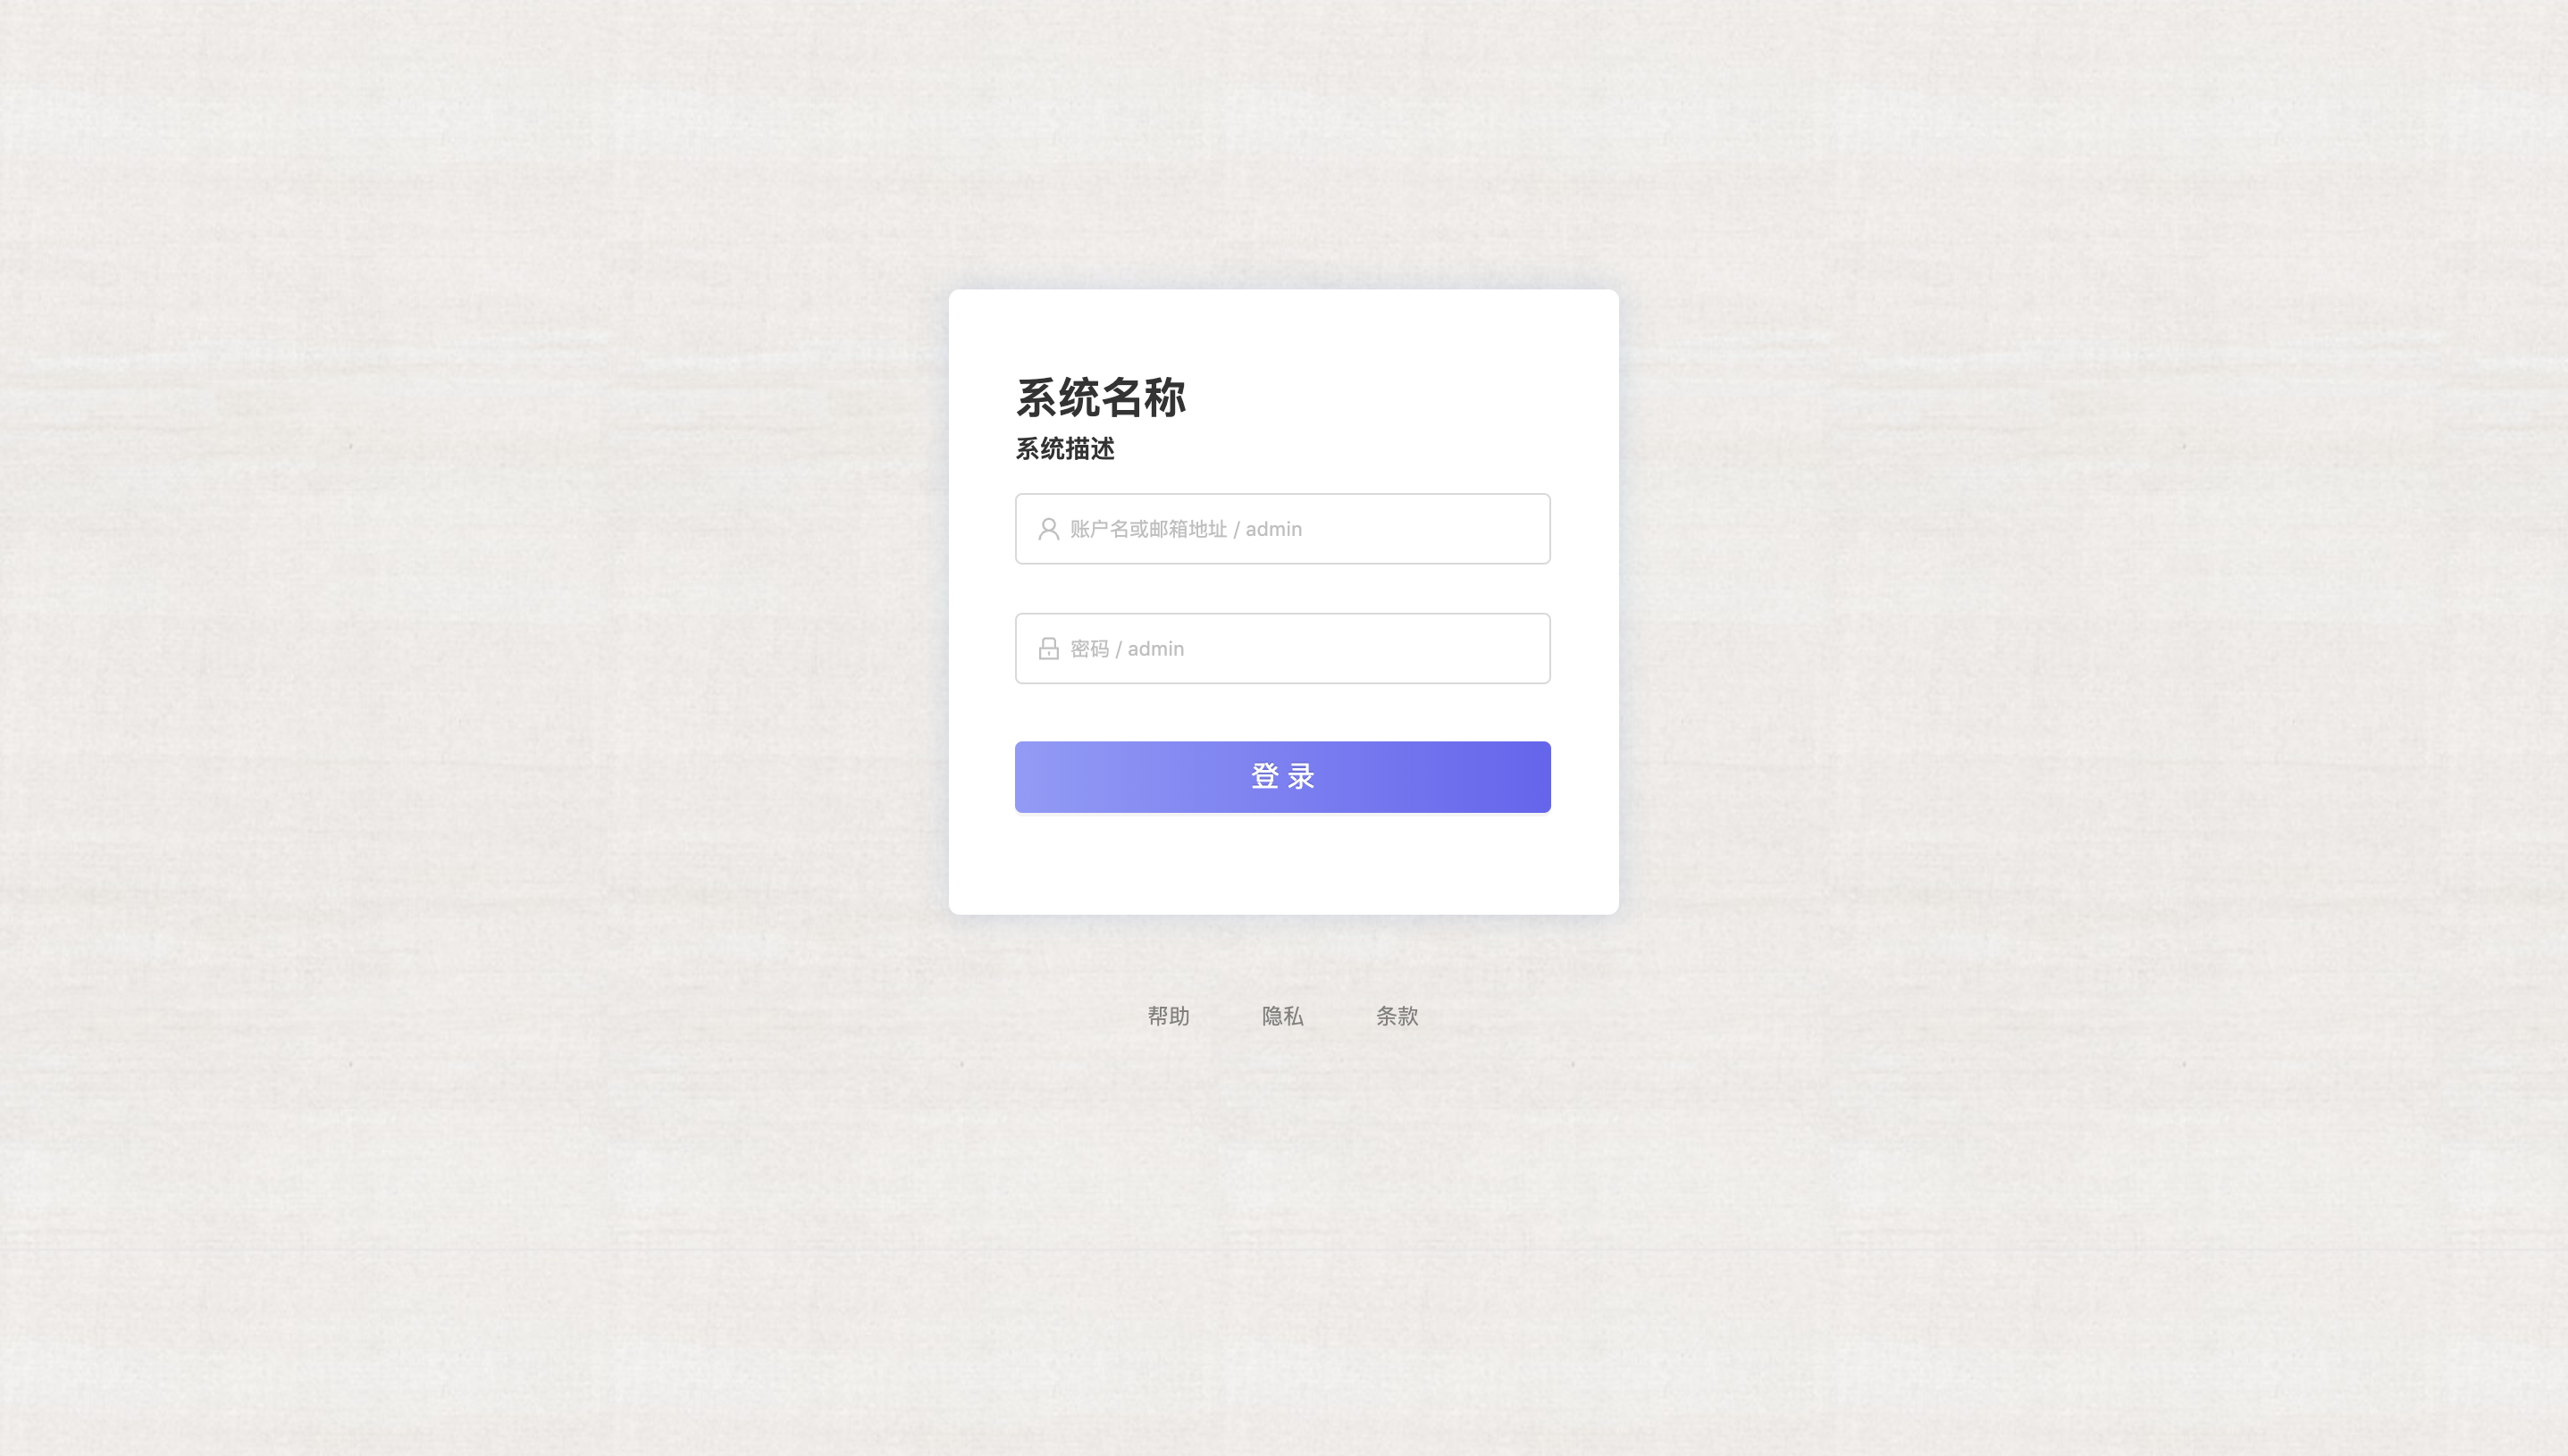 系统名称
系统描述
账户名或邮箱地址 / admin
密码 / admin
登 录
帮助 隐私 条款